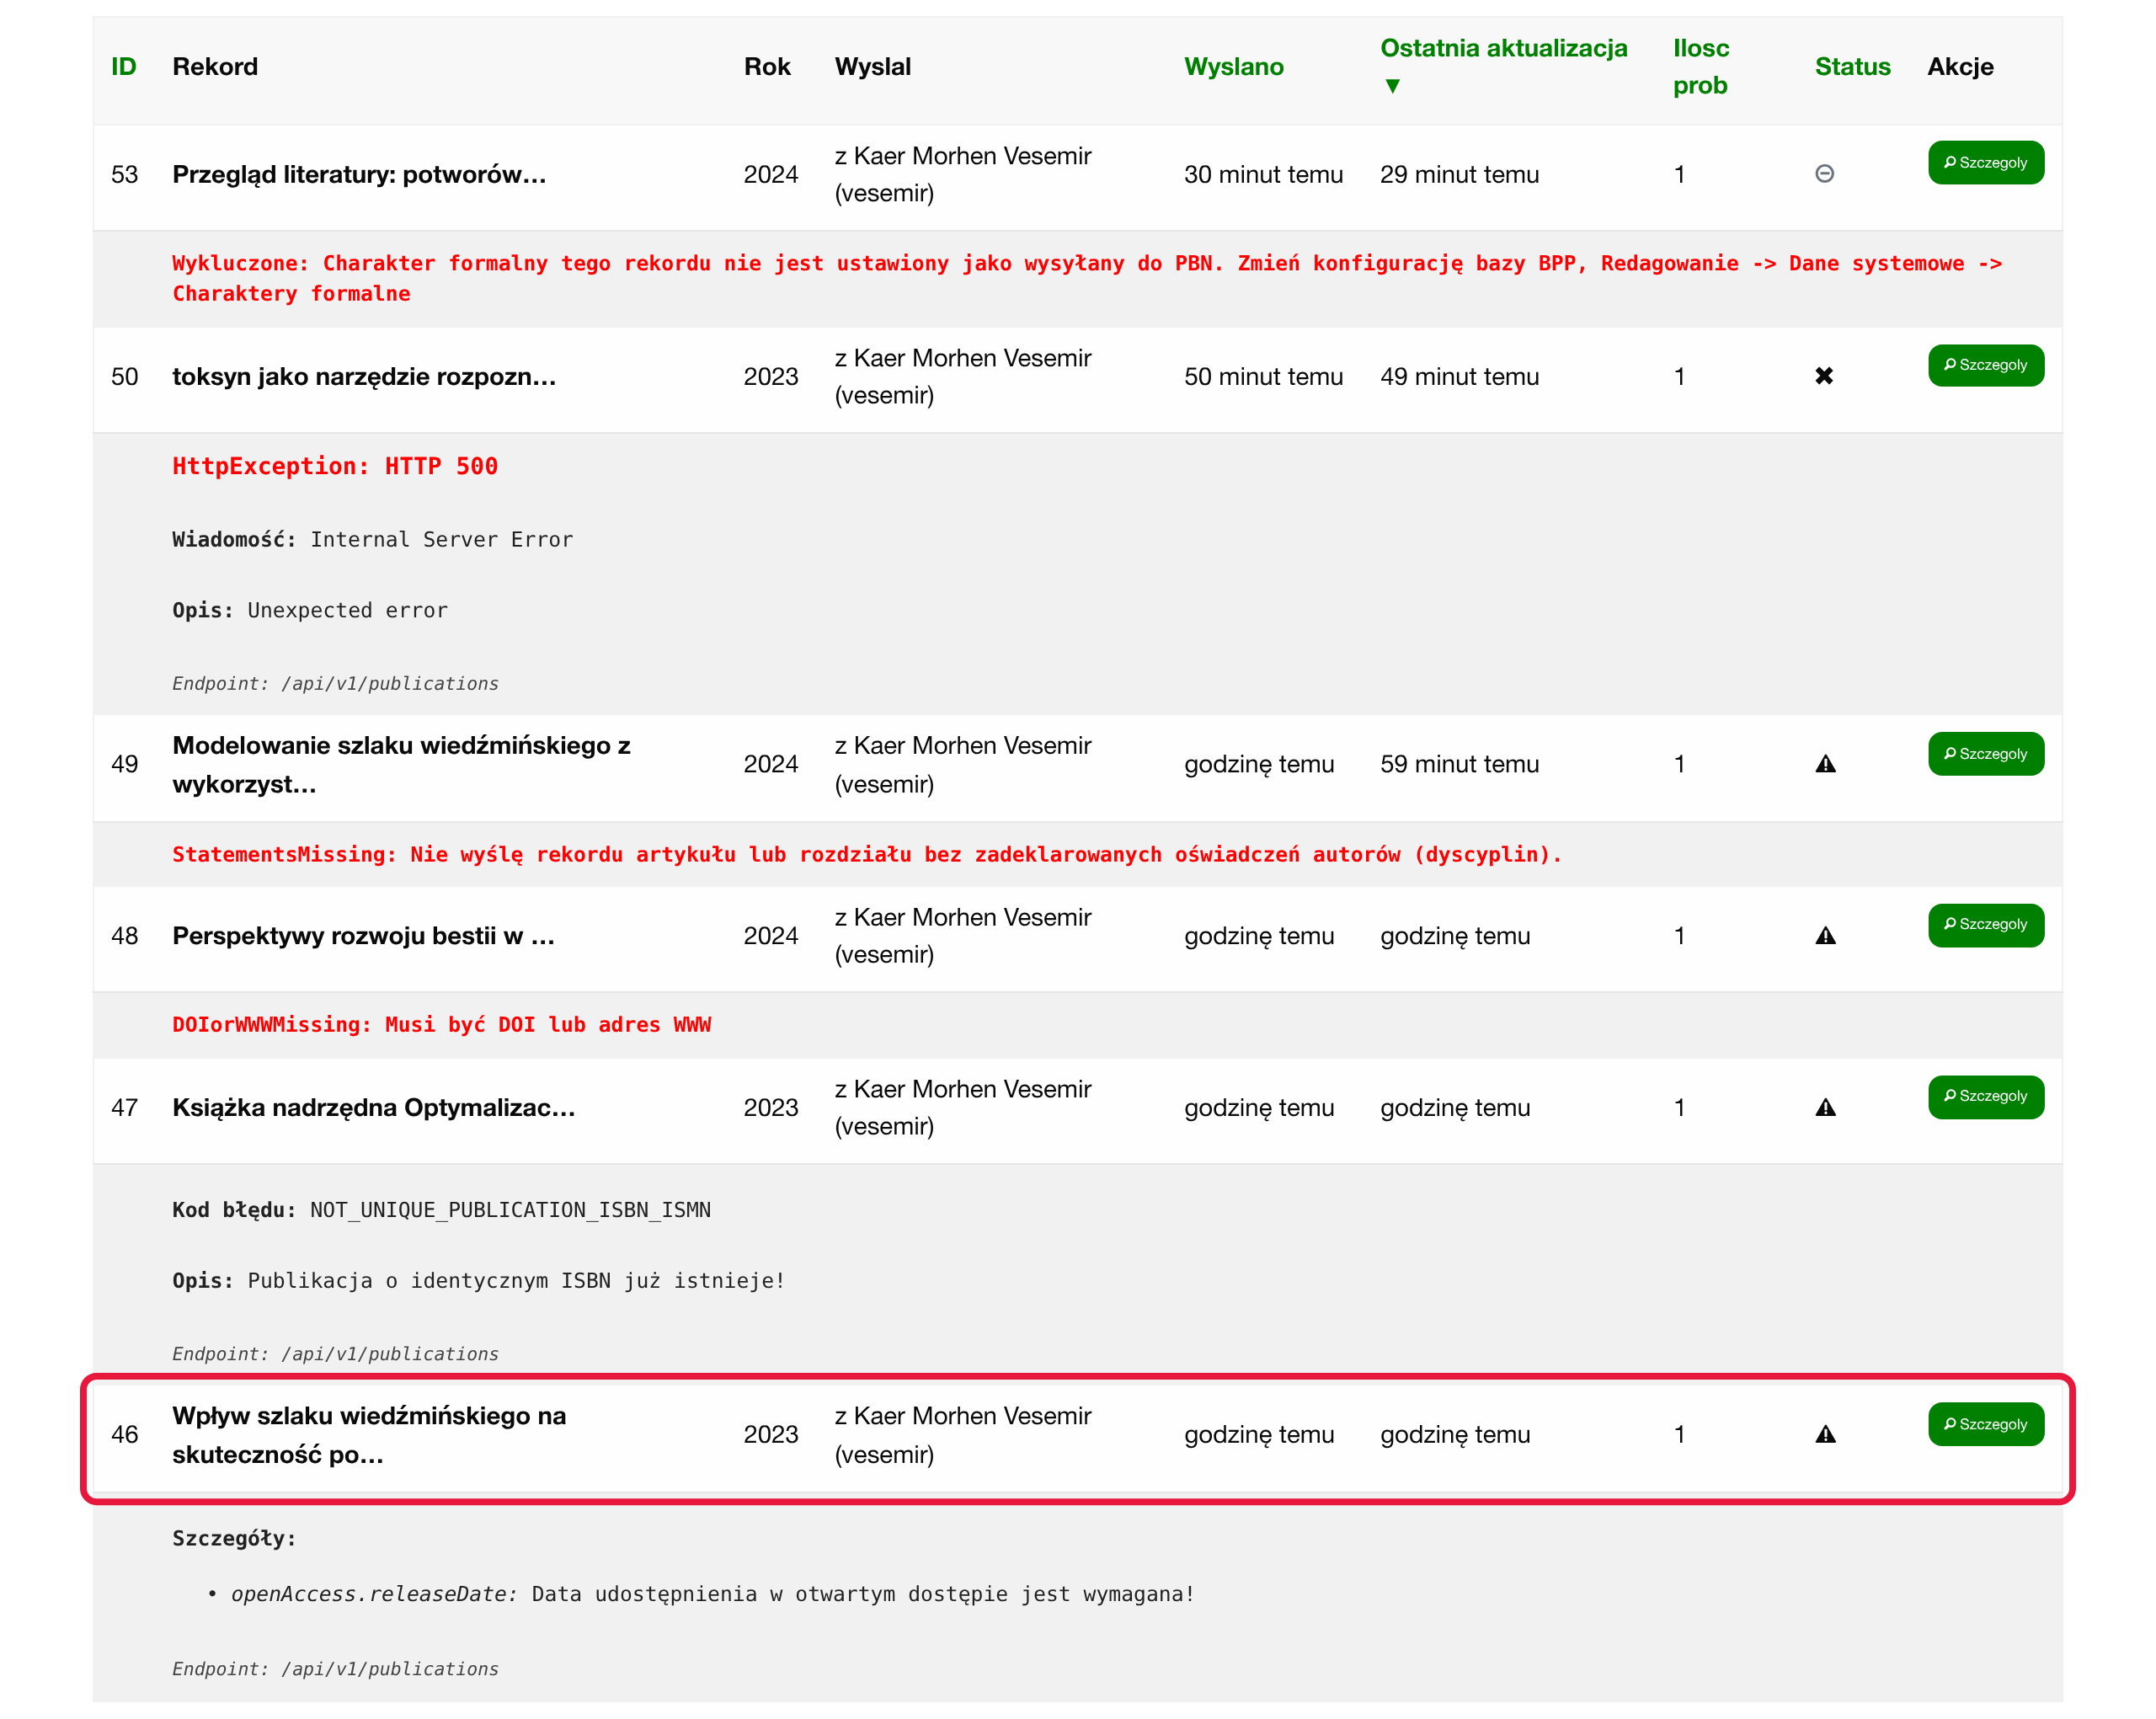 ID Rekord Rok Wyslal Wyslano Ostatnia aktualizacja ▼ Ilosc prob Status Akcje
53 Przegląd literatury: potworów... 2024 z Kaer Morhen Vesemir (vesemir) 30 minut temu 29 minut temu 1 Szczegoly
Wykluczone: Charakter formalny tego rekordu nie jest ustawiony jako wysyłany do PBN. Zmień konfigurację bazy BPP, Redagowanie -> Dane systemowe ->
Charaktery formalne
50 toksyn jako narzędzie rozpozn... 2023 z Kaer Morhen Vesemir (vesemir) 50 minut temu 49 minut temu 1 Szczegoly
HttpException: HTTP 500
Wiadomość: Internal Server Error
Opis: Unexpected error
Endpoint: /api/v1/publications
49 Modelowanie szlaku wiedźmińskiego z wykorzyst... 2024 z Kaer Morhen Vesemir (vesemir) godzinę temu 59 minut temu 1 Szczegoly
StatementsMissing: Nie wyślę rekordu artykułu lub rozdziału bez zadeklarowanych oświadczeń autorów (dyscyplin).
48 Perspektywy rozwoju bestii w ... 2024 z Kaer Morhen Vesemir (vesemir) godzinę temu godzinę temu 1 Szczegoly
DOIorWWWMissing: Musi być DOI lub adres WWW
47 Książka nadrzędna Optymalizac... 2023 z Kaer Morhen Vesemir (vesemir) godzinę temu godzinę temu 1 Szczegoly
Kod błędu: NOT_UNIQUE_PUBLICATION_ISBN_ISMN
Opis: Publikacja o identycznym ISBN już istnieje!
Endpoint: /api/v1/publications
46 Wpływ szlaku wiedźmińskiego na skuteczność po... 2023 z Kaer Morhen Vesemir (vesemir) godzinę temu godzinę temu 1 Szczegoly
Szczegóły:
• openAccess.releaseDate: Data udostępnienia w otwartym dostępie jest wymagana!
Endpoint: /api/v1/publications